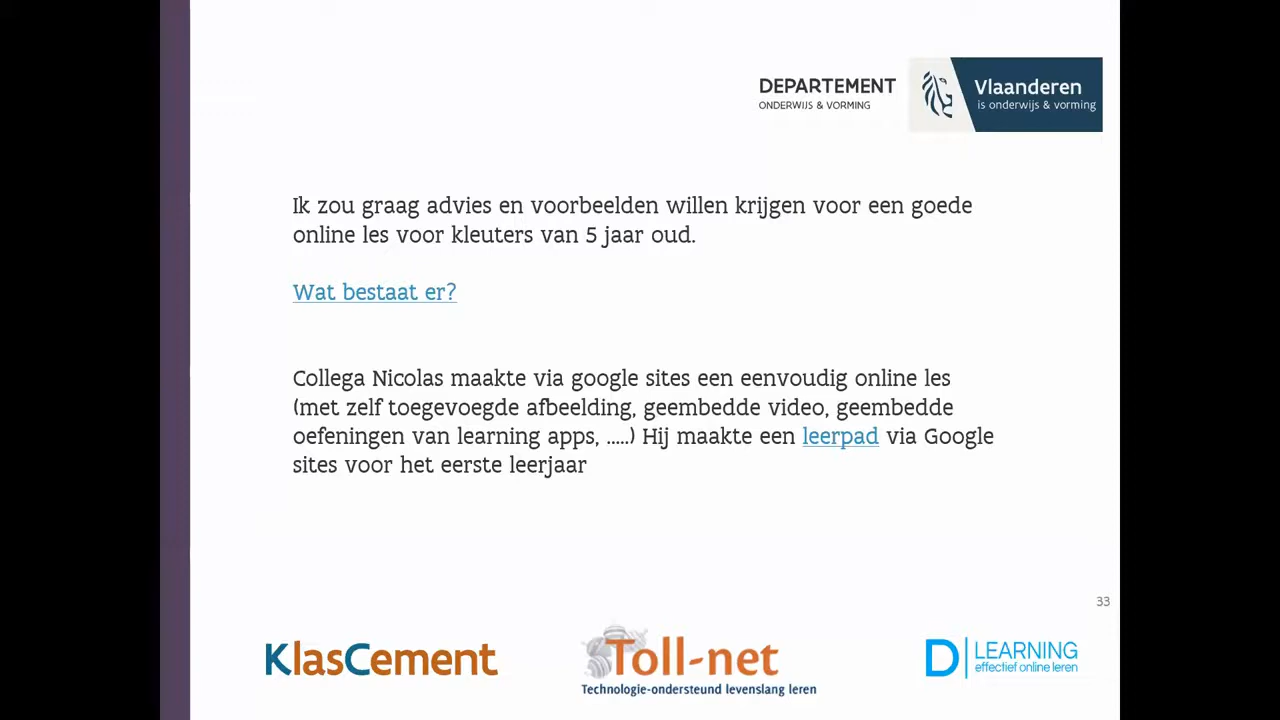 DEPARTEMENT
ONDERWIJS & VORMING
Vlaanderen
is onderwijs & vorming
Ik zou graag advies en voorbeelden willen krijgen voor een goede
online les voor kleuters van 5 jaar oud.
Wat bestaat er?
Collega Nicolas maakte via google sites een eenvoudig online les
(met zelf toegevoegde afbeelding, geembedde video, geembedde
oefeningen van learning apps, .....) Hij maakte een leerpad via Google
sites voor het eerste leerjaar
33
KlasCement
Toll-net
Technologie-ondersteund levenslang leren
D LEARNING
effectief online leren